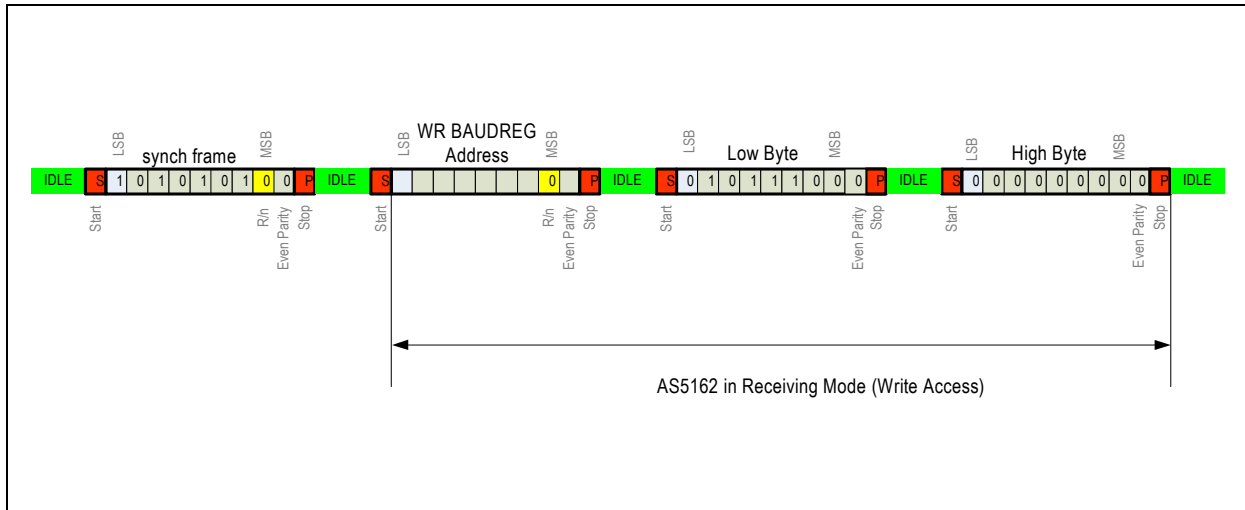 LSB MSB LSB WR BAUDREG MSB LSB MSB LSB MSB
synch frame Address Low Byte High Byte
IDLE S 1 0 1 0 1 0 1 0 0 P IDLE S 0 P IDLE S 0 1 0 1 1 1 0 0 0 P IDLE S 0 0 0 0 0 0 0 0 0 P IDLE
Start R/n Even Parity Stop Start R/n Even Parity Stop Start Even Parity Stop Start Even Parity Stop
AS5162 in Receiving Mode (Write Access)